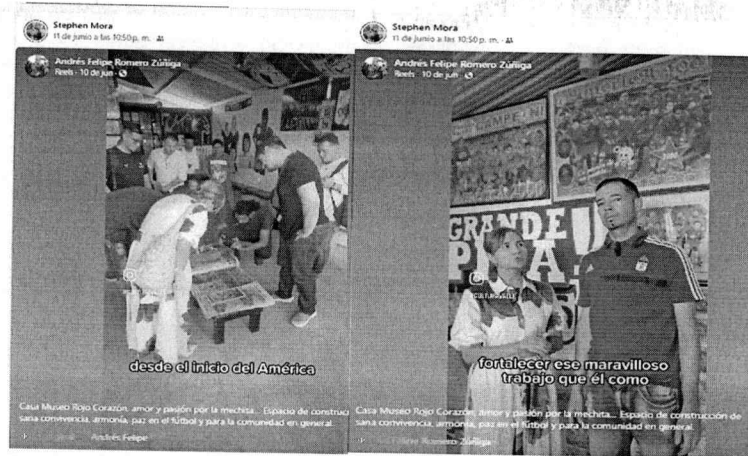 Stephen Mora
11 de junio a las 10:50 p. m.
Andrés Felipe Romero Zúñiga
Reels · 10 de jun ·
desde el inicio del América
Casa Museo Rojo Corazón, amor y pasión por la mechita... Espacio de construcc
sana convivencia, armonía, paz en el fútbol y para la comunidad en general.
Andrés Felipe
Stephen Mora
11 de junio a las 10:50 p. m.
Andrés Felipe Romero Zúñiga
Reels · 10 de jun ·
CAMPEON
GRANDE
fortalecer ese maravilloso
trabajo que él como
Casa Museo Rojo Corazón, amor y pasión por la mechita... Espacio de construcción de
sana convivencia, armonía, paz en el fútbol y para la comunidad en general.
Felipe Romero Zúñiga